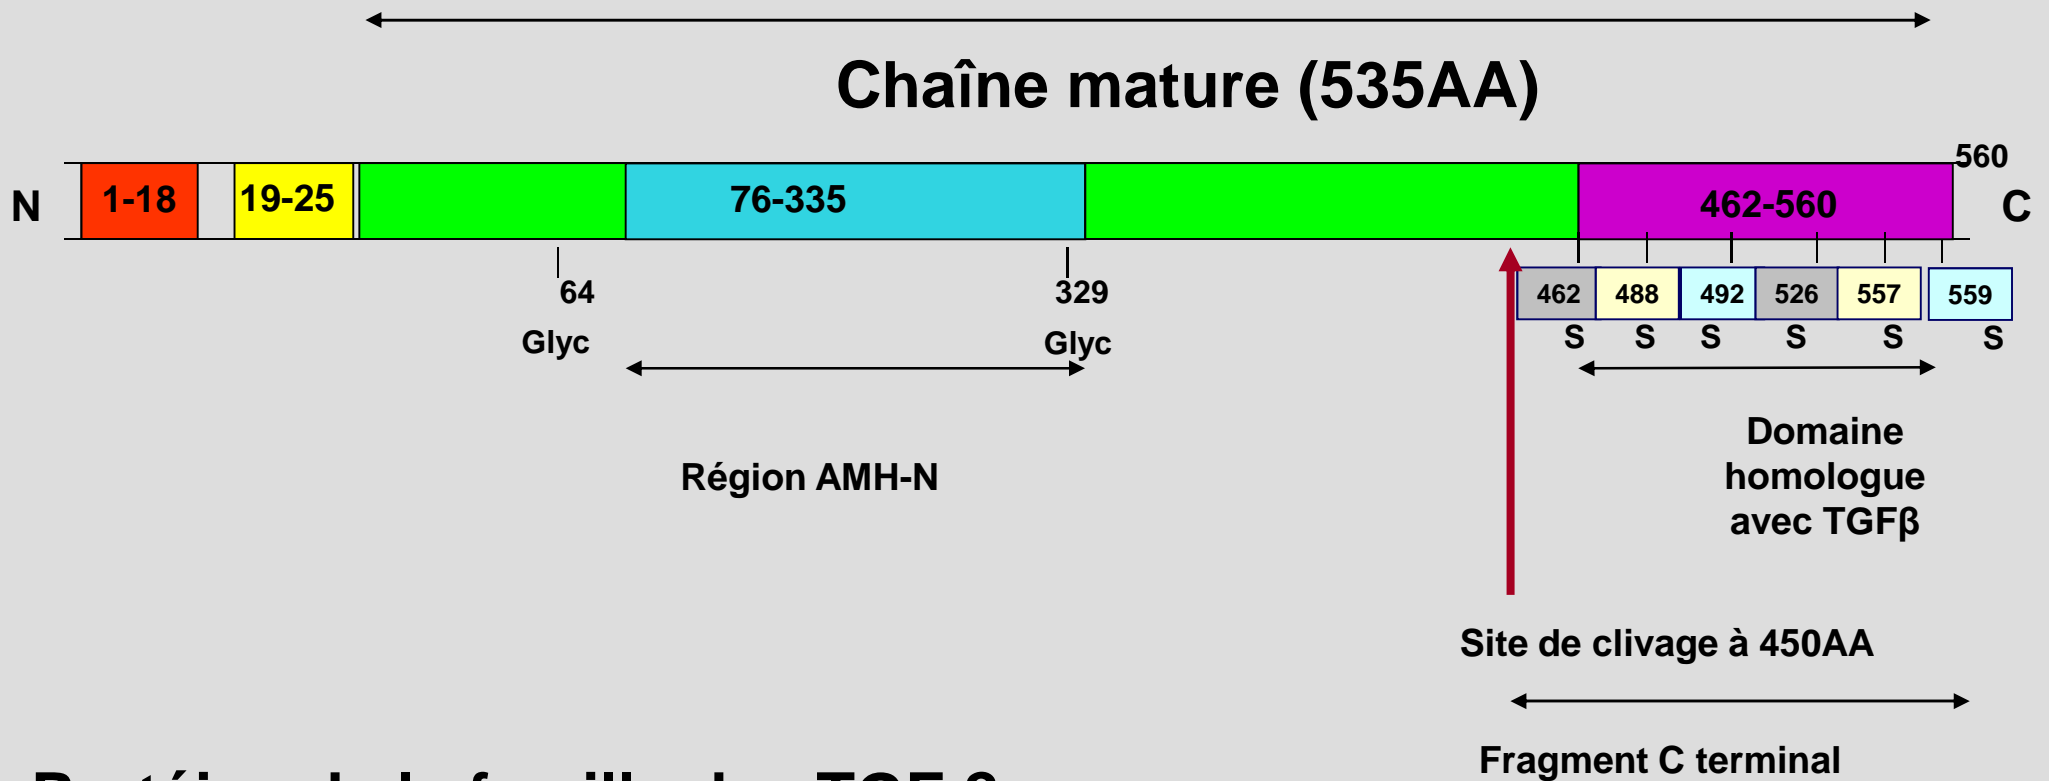 Chaîne mature (535AA)
560
N 1-18 19-25 76-335 462-560 C
64 329 462 488 492 526 557 559
Glyc Glyc S S S S S S
Région AMH-N
Domaine
homologue
avec TGFβ
Site de clivage à 450AA
Fragment C terminal